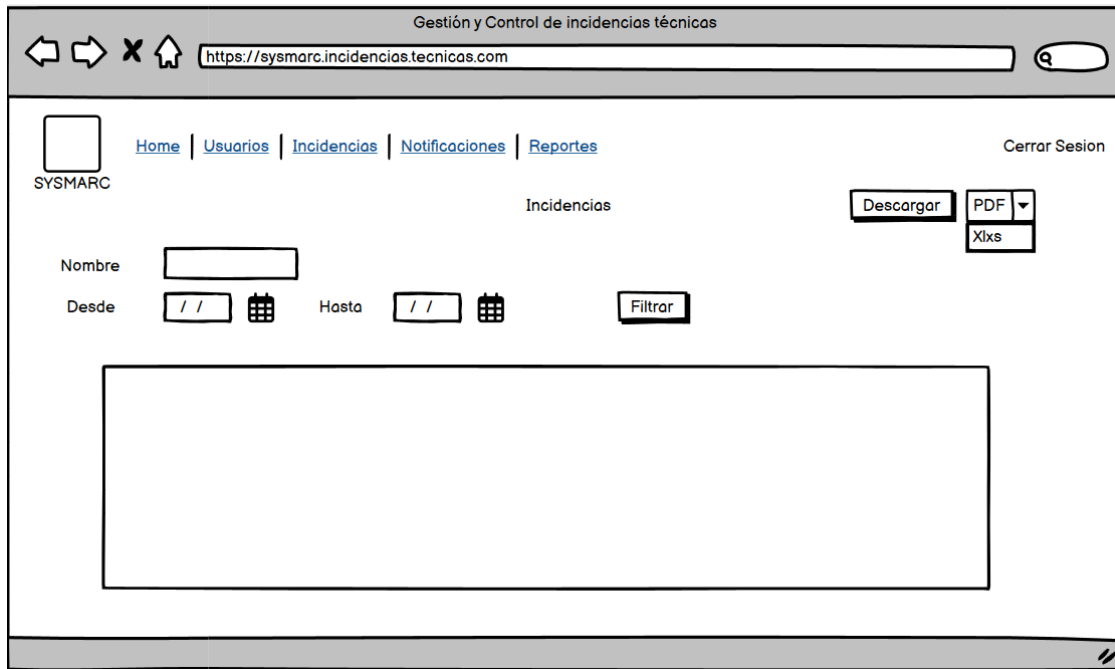 Gestión y Control de incidencias técnicas
https://sysmarc.incidencias.tecnicas.com
Home Usuarios Incidencias Notificaciones Reportes Cerrar Sesion
SYSMARC
Incidencias Descargar PDF
Xlxs
Nombre
Desde / / Hasta / / Filtrar